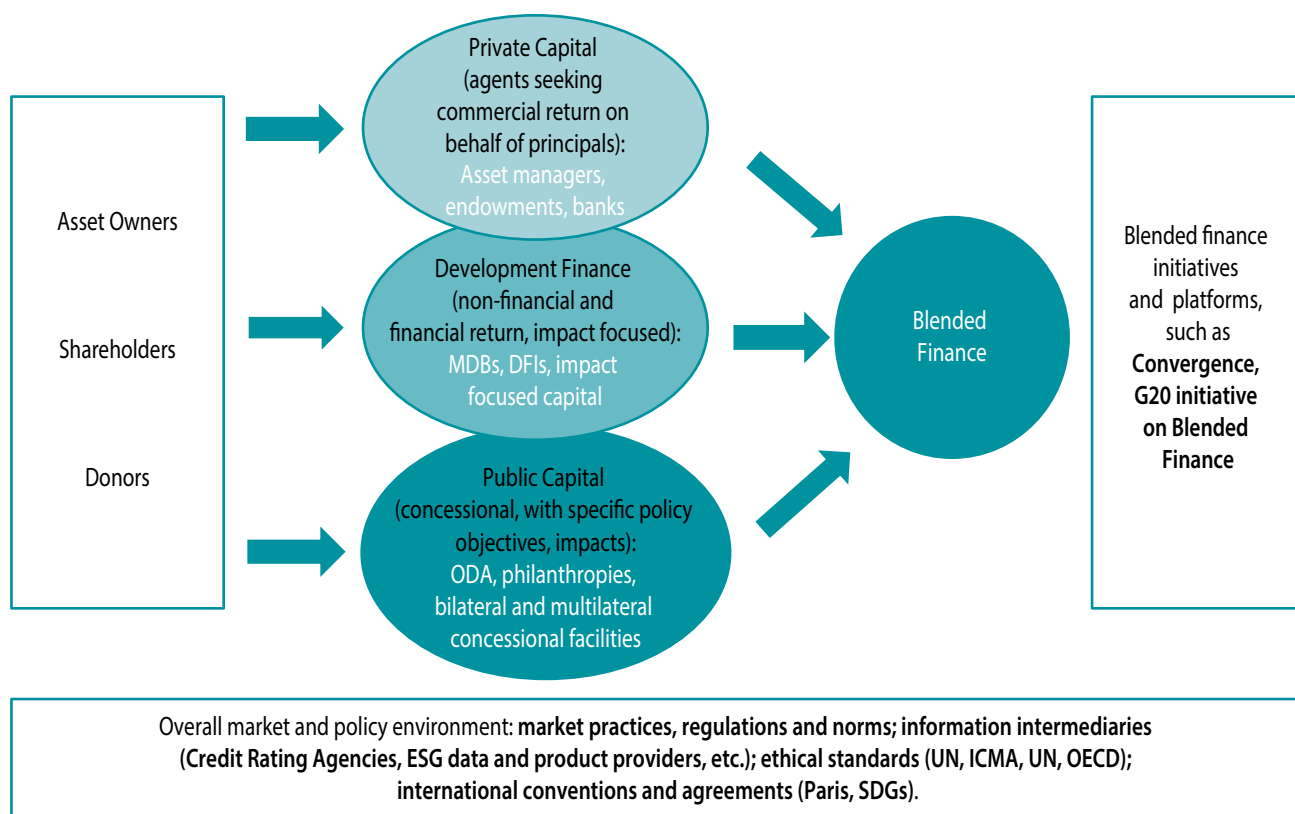 Asset Owners
Shareholders
Donors
Private Capital
(agents seeking
commercial return on
behalf of principals):
Asset managers,
endowments, banks
Development Finance
(non-financial and
financial return, impact focused):
MDBs, DFIs, impact
focused capital
Public Capital
(concessional, with specific policy
objectives, impacts):
ODA, philanthropies,
bilateral and multilateral
concessional facilities
Blended
Finance
Blended finance
initiatives
and platforms,
such as
Convergence,
G20 initiative
on Blended
Finance
Overall market and policy environment: market practices, regulations and norms; information intermediaries
(Credit Rating Agencies, ESG data and product providers, etc.); ethical standards (UN, ICMA, UN, OECD);
international conventions and agreements (Paris, SDGs).